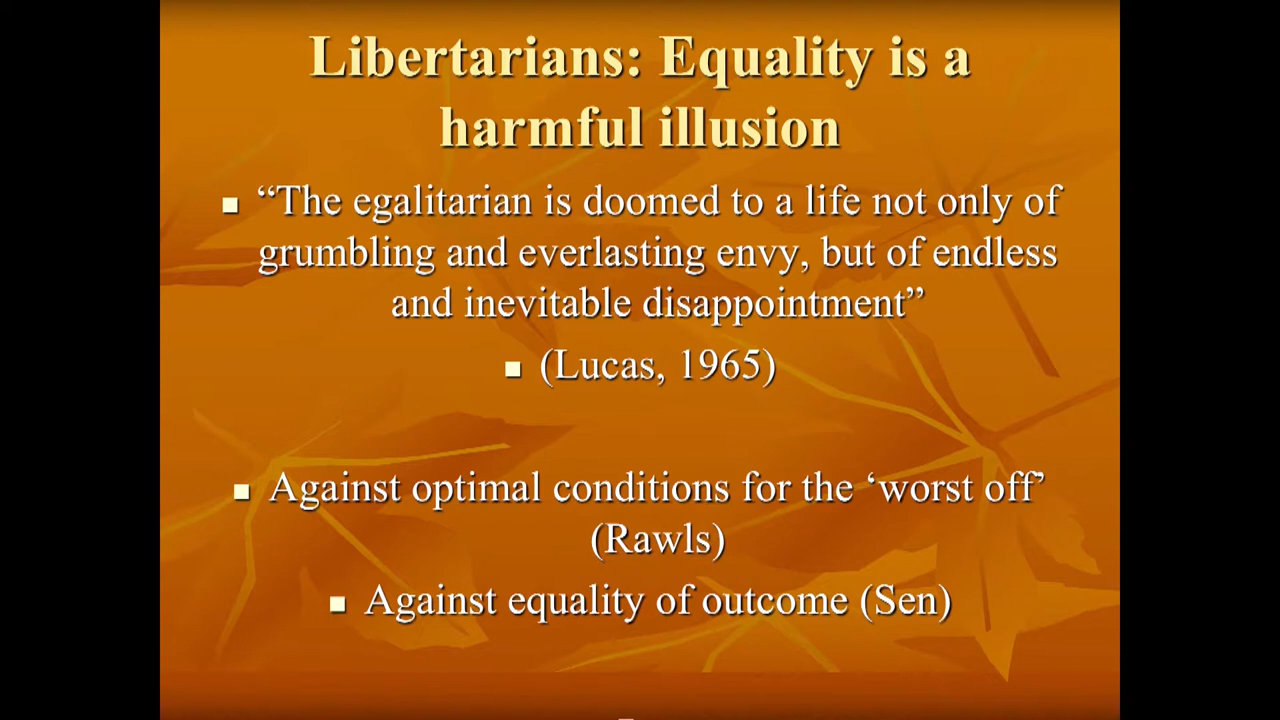 Libertarians: Equality is a
harmful illusion
“The egalitarian is doomed to a life not only of
grumbling and everlasting envy, but of endless
and inevitable disappointment”
(Lucas, 1965)
Against optimal conditions for the ‘worst off’
(Rawls)
Against equality of outcome (Sen)